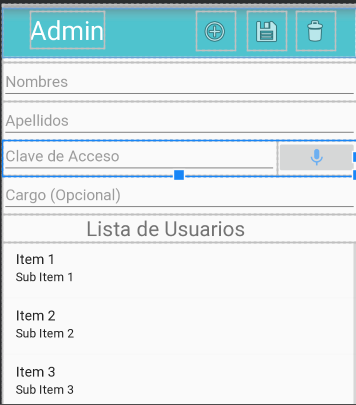 Admin
Nombres
Apellidos
Clave de Acceso
Cargo (Opcional)
Lista de Usuarios
Item 1
Sub Item 1
Item 2
Sub Item 2
Item 3
Sub Item 3